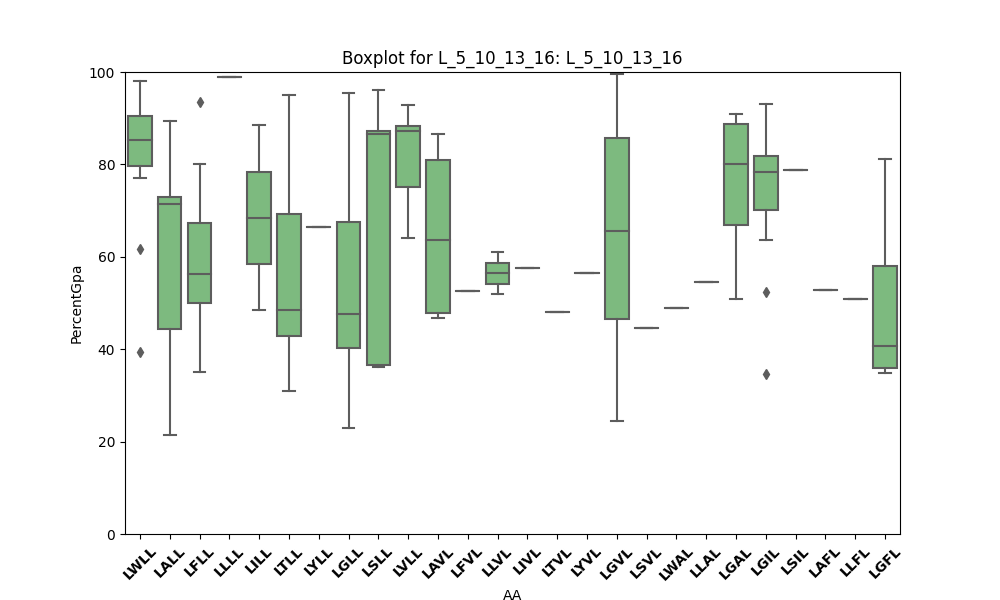 Boxplot for L_5_10_13_16: L_5_10_13_16
100
80
60
40
20
0
PercentGpa
LWLL LALL LFLL LLLL LILL LTLL LYLL LGLL LSLL LVLL LAVL LFVL LLVL LIVL LTVL LYVL LGVL LSVL LWAL LLAL LGAL LGIL LSIL LAFL LLFL LGFL
AA